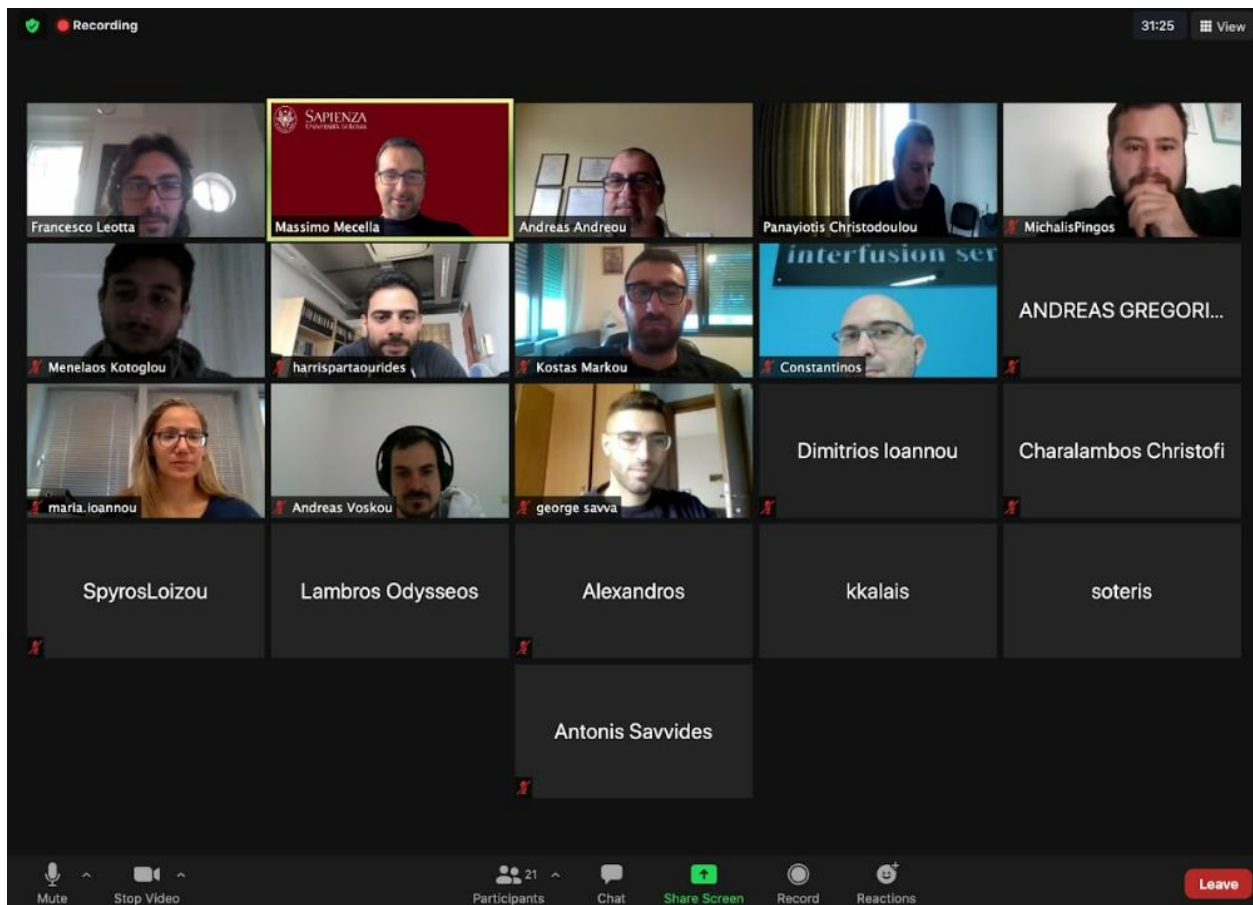 Recording
31:25
View
SAPIENZA
UNIVERSITÀ DI ROMA
Francesco Leotta
Massimo Mecella
Andreas Andreou
Panayiotis Christodoulou
MichalisPingos
interfusion ser
Menelaos Kotoglou
harrispartaourides
Kostas Markou
Constantinos
ANDREAS GREGORI...
maria.ioannou
Andreas Voskou
george savva
Dimitrios Ioannou
Charalambos Christofi
SpyrosLoizou
Lambros Odysseos
Alexandros
kkalais
soteris
Antonis Savvides
Mute
Stop Video
21
Participants
Chat
Share Screen
Record
Reactions
Leave